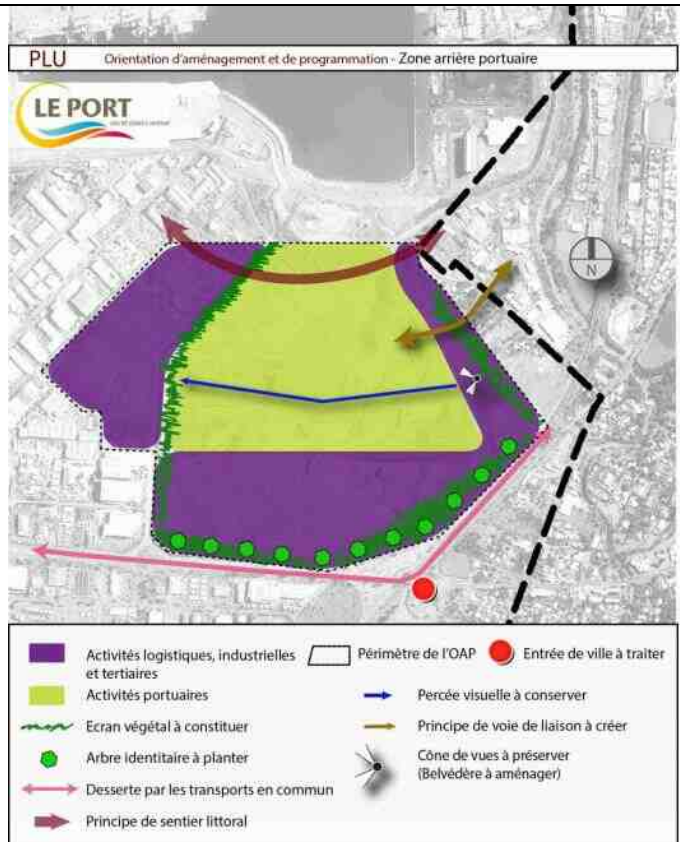 PLU Orientation d'aménagement et de programmation - Zone arrière portuaire
LE PORT
N
Activités logistiques, industrielles
et tertiaires
Périmètre de l'OAP
Entrée de ville à traiter
Activités portuaires
Percée visuelle à conserver
Ecran végétal à constituer
Principe de voie de liaison à créer
Arbre identitaire à planter
Cône de vues à préserver
(Belvédère à aménager)
Desserte par les transports en commun
Principe de sentier littoral